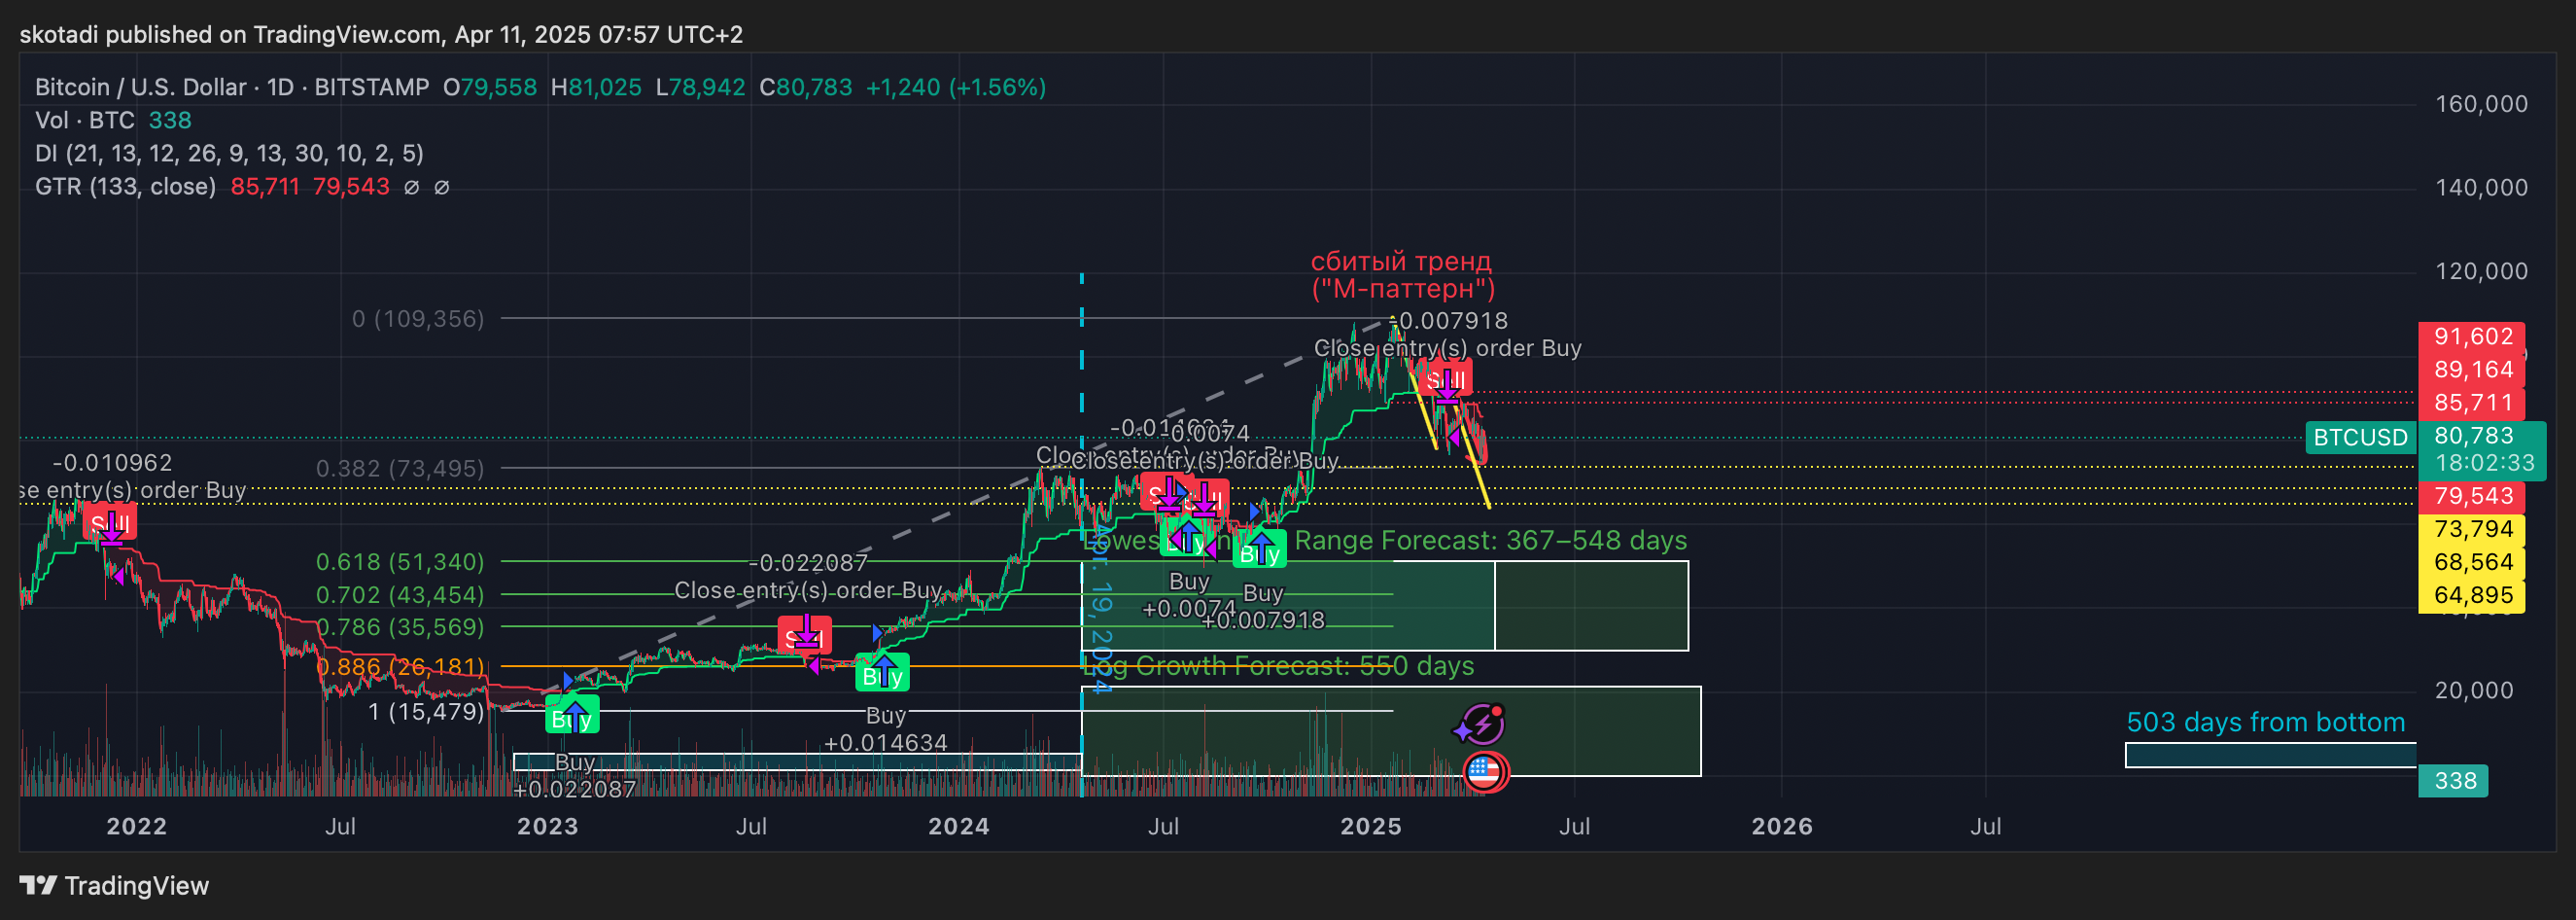 skotadi published on TradingView.com, Apr 11, 2025 07:57 UTC+2
Bitcoin / U.S. Dollar · 1D · BITSTAMP O79,558 H81,025 L78,942 C80,783 +1,240 (+1.56%)
Vol · BTC 338
DI (21, 13, 12, 26, 9, 13, 30, 10, 2, 5)
GTR (133, close) 85,711 79,543 ∅ ∅
160,000
140,000
120,000
сбитый тренд
("М-паттерн")
0 (109,356)
-0.007918
Close entry(s) order Buy
Sell
91,602
89,164
85,711
BTCUSD
80,783
18:02:33
79,543
73,794
68,564
64,895
-0.0074
Close entry(s) order Buy
0.382 (73,495)
-0.010962
se entry(s) order Buy
Sell
0.618 (51,340)
0.702 (43,454)
0.786 (35,569)
0.886 (26,181)
1 (15,479)
-0.022087
Close entry(s) order Buy
Sell
Buy
Buy
+0.014634
Buy
Buy
+0.022087
Apr. 19, 2024
Buy
Buy
+0.0074
Buy
Buy
+0.007918
Range Forecast: 367–548 days
Log Growth Forecast: 550 days
20,000
503 days from bottom
338
2022
Jul
2023
Jul
2024
Jul
2025
Jul
2026
Jul
TradingView